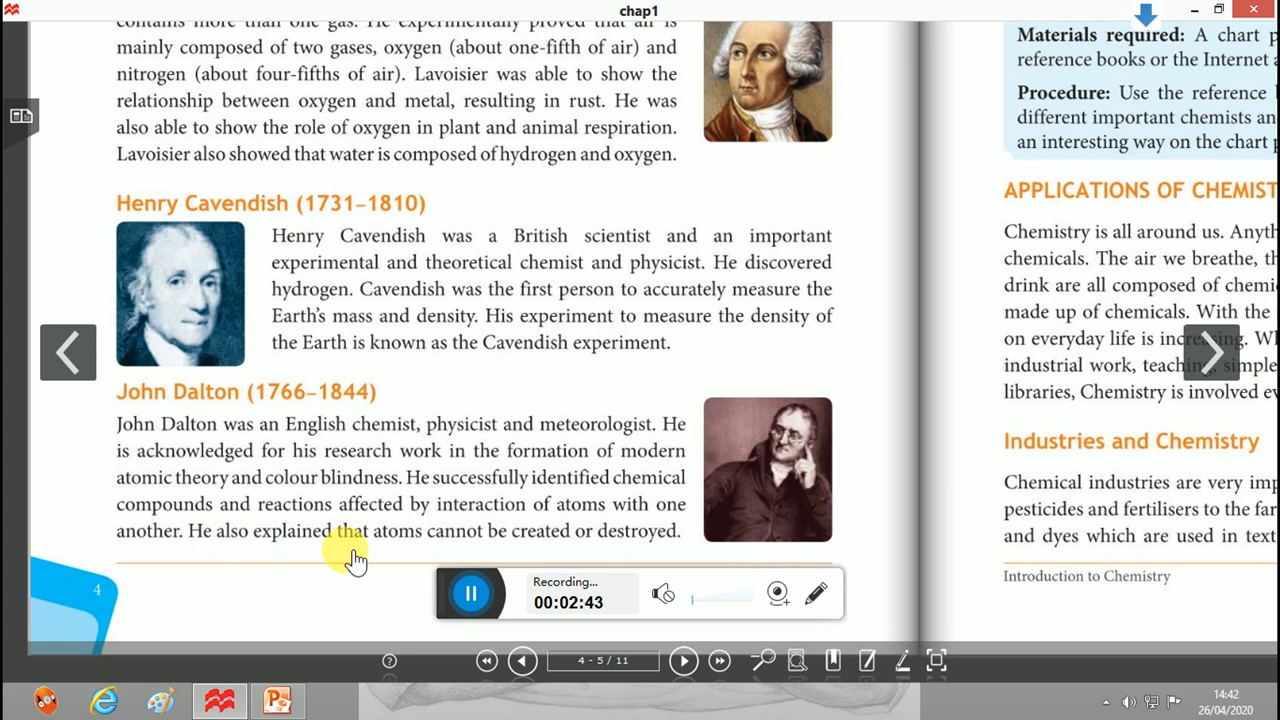 chap1
contains more than one gas. He experimentally proved that air is
mainly composed of two gases, oxygen (about one-fifth of air) and
nitrogen (about four-fifths of air). Lavoisier was able to show the
relationship between oxygen and metal, resulting in rust. He was
also able to show the role of oxygen in plant and animal respiration.
Lavoisier also showed that water is composed of hydrogen and oxygen.
Henry Cavendish (1731–1810)
Henry Cavendish was a British scientist and an important
experimental and theoretical chemist and physicist. He discovered
hydrogen. Cavendish was the first person to accurately measure the
Earth's mass and density. His experiment to measure the density of
the Earth is known as the Cavendish experiment.
John Dalton (1766–1844)
John Dalton was an English chemist, physicist and meteorologist. He
is acknowledged for his research work in the formation of modern
atomic theory and colour blindness. He successfully identified chemical
compounds and reactions affected by interaction of atoms with one
another. He also explained that atoms cannot be created or destroyed.
4
Materials required: A chart p
reference books or the Internet a
Procedure: Use the reference
different important chemists an
an interesting way on the chart p
APPLICATIONS OF CHEMIST
Chemistry is all around us. Anyth
chemicals. The air we breathe, th
drink are all composed of chemic
made up of chemicals. With the
on everyday life is increasing. Wh
industrial work, teaching, simple
libraries, Chemistry is involved ev
Industries and Chemistry
Chemical industries are very imp
pesticides and fertilisers to the far
and dyes which are used in text
Introduction to Chemistry
Recording...
00:02:43
4 - 5 / 11
14:42
26/04/2020